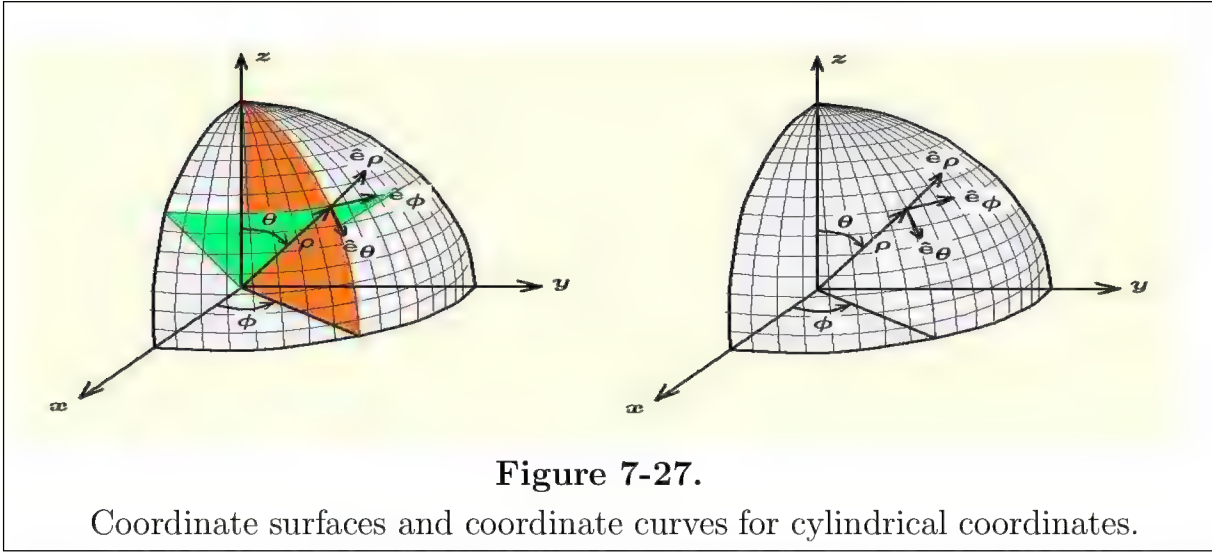 z
ê ρ
ê ϕ
θ
ρ
ê θ
y
ϕ
x
z
ê ρ
ê ϕ
θ
ρ
ê θ
y
ϕ
x
Figure 7-27.
Coordinate surfaces and coordinate curves for cylindrical coordinates.